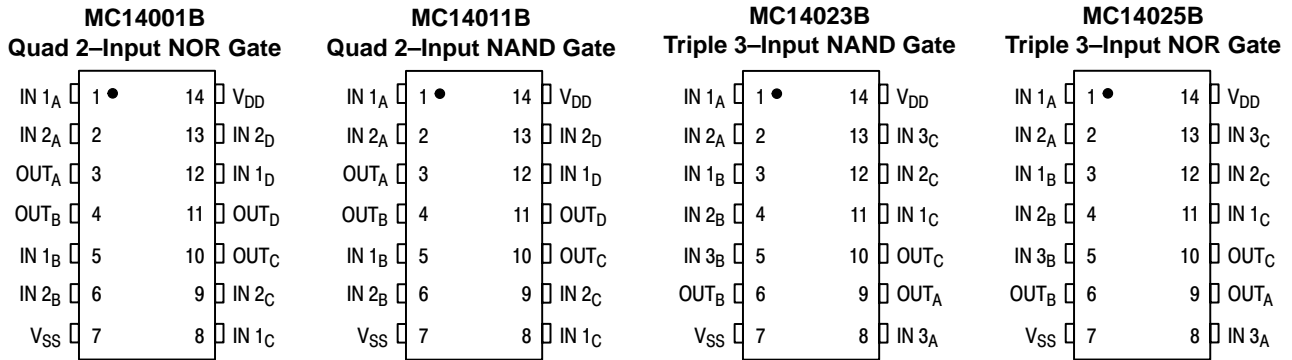 MC14001B
Quad 2–Input NOR Gate
IN 1A 1 14 VDD
IN 2A 2 13 IN 2D
OUTA 3 12 IN 1D
OUTB 4 11 OUTD
IN 1B 5 10 OUTC
IN 2B 6 9 IN 2C
VSS 7 8 IN 1C
MC14011B
Quad 2–Input NAND Gate
IN 1A 1 14 VDD
IN 2A 2 13 IN 2D
OUTA 3 12 IN 1D
OUTB 4 11 OUTD
IN 1B 5 10 OUTC
IN 2B 6 9 IN 2C
VSS 7 8 IN 1C
MC14023B
Triple 3–Input NAND Gate
IN 1A 1 14 VDD
IN 2A 2 13 IN 3C
IN 1B 3 12 IN 2C
IN 2B 4 11 IN 1C
IN 3B 5 10 OUTC
OUTB 6 9 OUTA
VSS 7 8 IN 3A
MC14025B
Triple 3–Input NOR Gate
IN 1A 1 14 VDD
IN 2A 2 13 IN 3C
IN 1B 3 12 IN 2C
IN 2B 4 11 IN 1C
IN 3B 5 10 OUTC
OUTB 6 9 OUTA
VSS 7 8 IN 3A